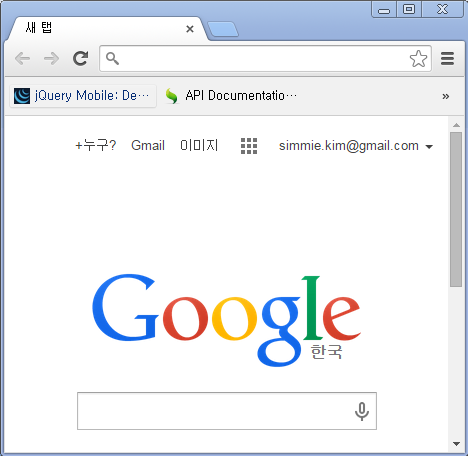 새 탭
jQuery Mobile: De...
API Documentatio...
»
+누구?
Gmail
이미지
simmie.kim@gmail.com
Google
한국